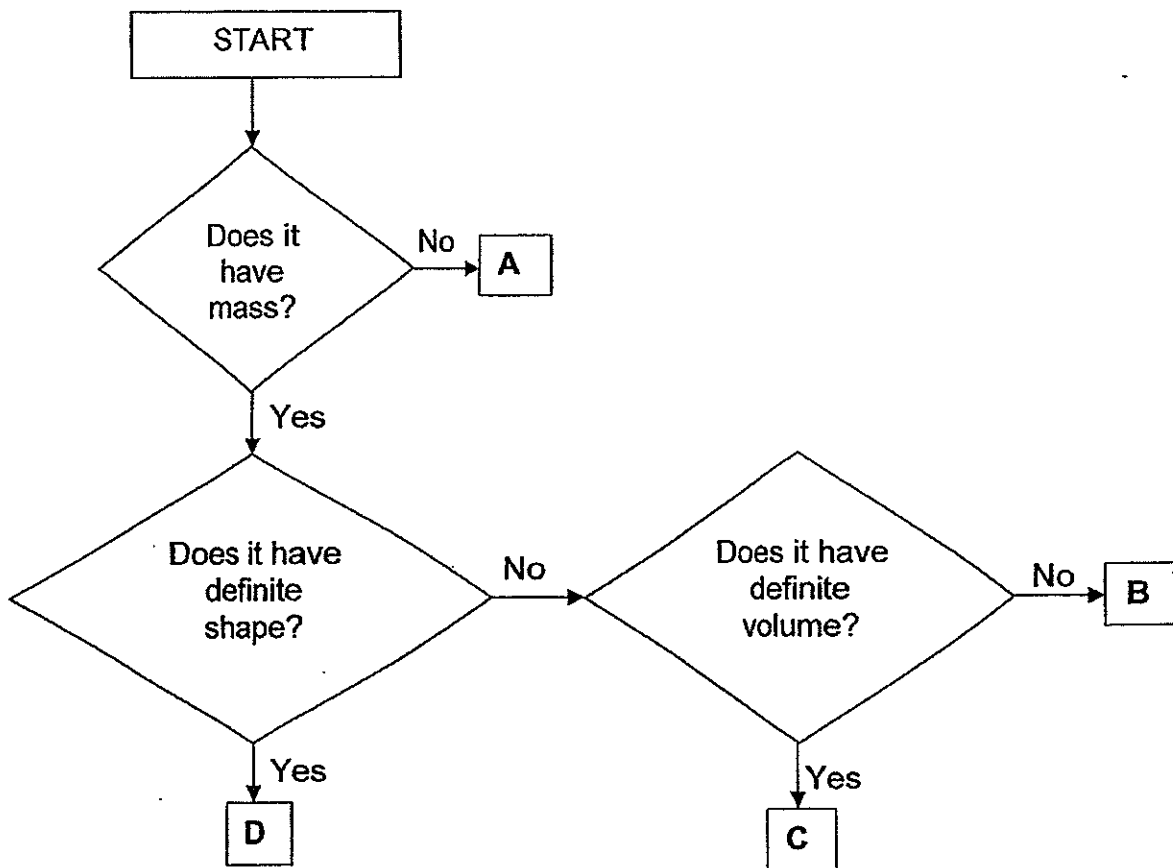 START
Does it
have
mass?
No
A
Yes
Does it have
definite
shape?
No
Does it have
definite
volume?
No
B
Yes
D
Yes
C